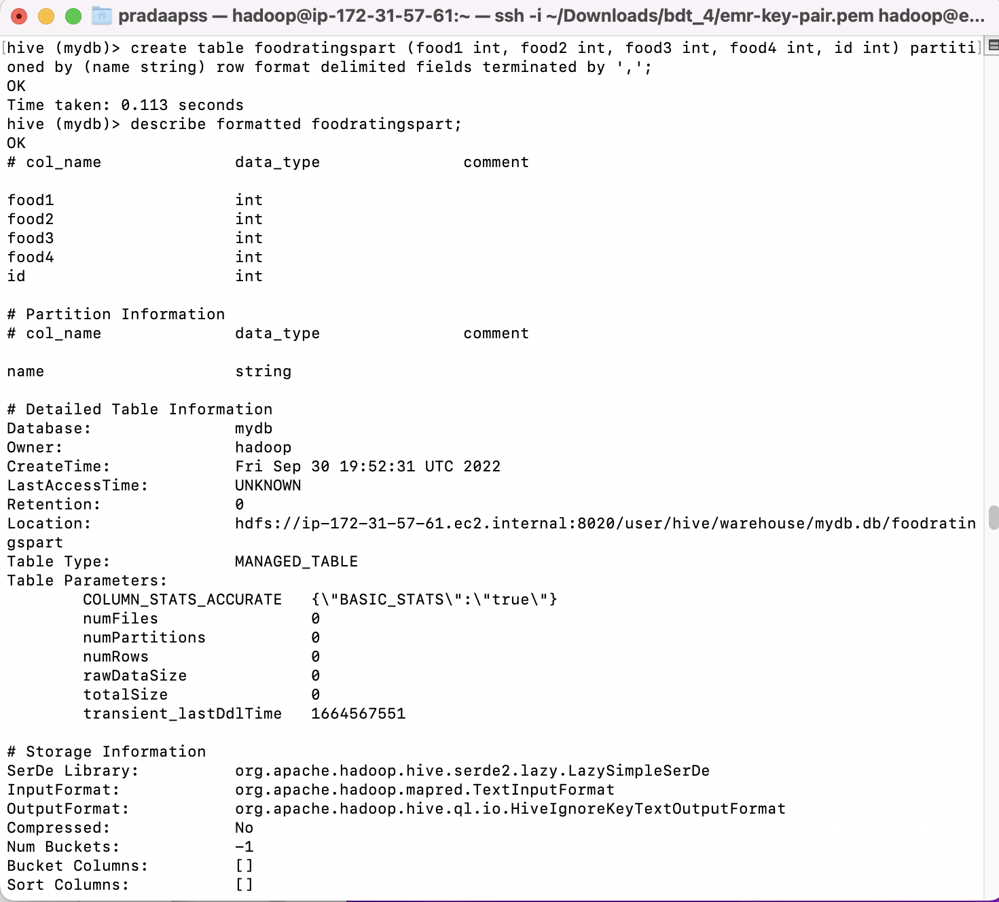 pradaapss — hadoop@ip-172-31-57-61:~ — ssh -i ~/Downloads/bdt_4/emr-key-pair.pem hadoop@e...
[hive (mydb)> create table foodratingspart (food1 int, food2 int, food3 int, food4 int, id int) partiti]
oned by (name string) row format delimited fields terminated by ',';
OK
Time taken: 0.113 seconds
hive (mydb)> describe formatted foodratingspart;
OK
# col_name data_type comment
food1 int
food2 int
food3 int
food4 int
id int
# Partition Information
# col_name data_type comment
name string
# Detailed Table Information
Database: mydb
Owner: hadoop
CreateTime: Fri Sep 30 19:52:31 UTC 2022
LastAccessTime: UNKNOWN
Retention: 0
Location: hdfs://ip-172-31-57-61.ec2.internal:8020/user/hive/warehouse/mydb.db/foodratin
gspart
Table Type: MANAGED_TABLE
Table Parameters:
COLUMN_STATS_ACCURATE {\"BASIC_STATS\":\"true\"}
numFiles 0
numPartitions 0
numRows 0
rawDataSize 0
totalSize 0
transient_lastDdlTime 1664567551
# Storage Information
SerDe Library: org.apache.hadoop.hive.serde2.lazy.LazySimpleSerDe
InputFormat: org.apache.hadoop.mapred.TextInputFormat
OutputFormat: org.apache.hadoop.hive.ql.io.HiveIgnoreKeyTextOutputFormat
Compressed: No
Num Buckets: -1
Bucket Columns: []
Sort Columns: []